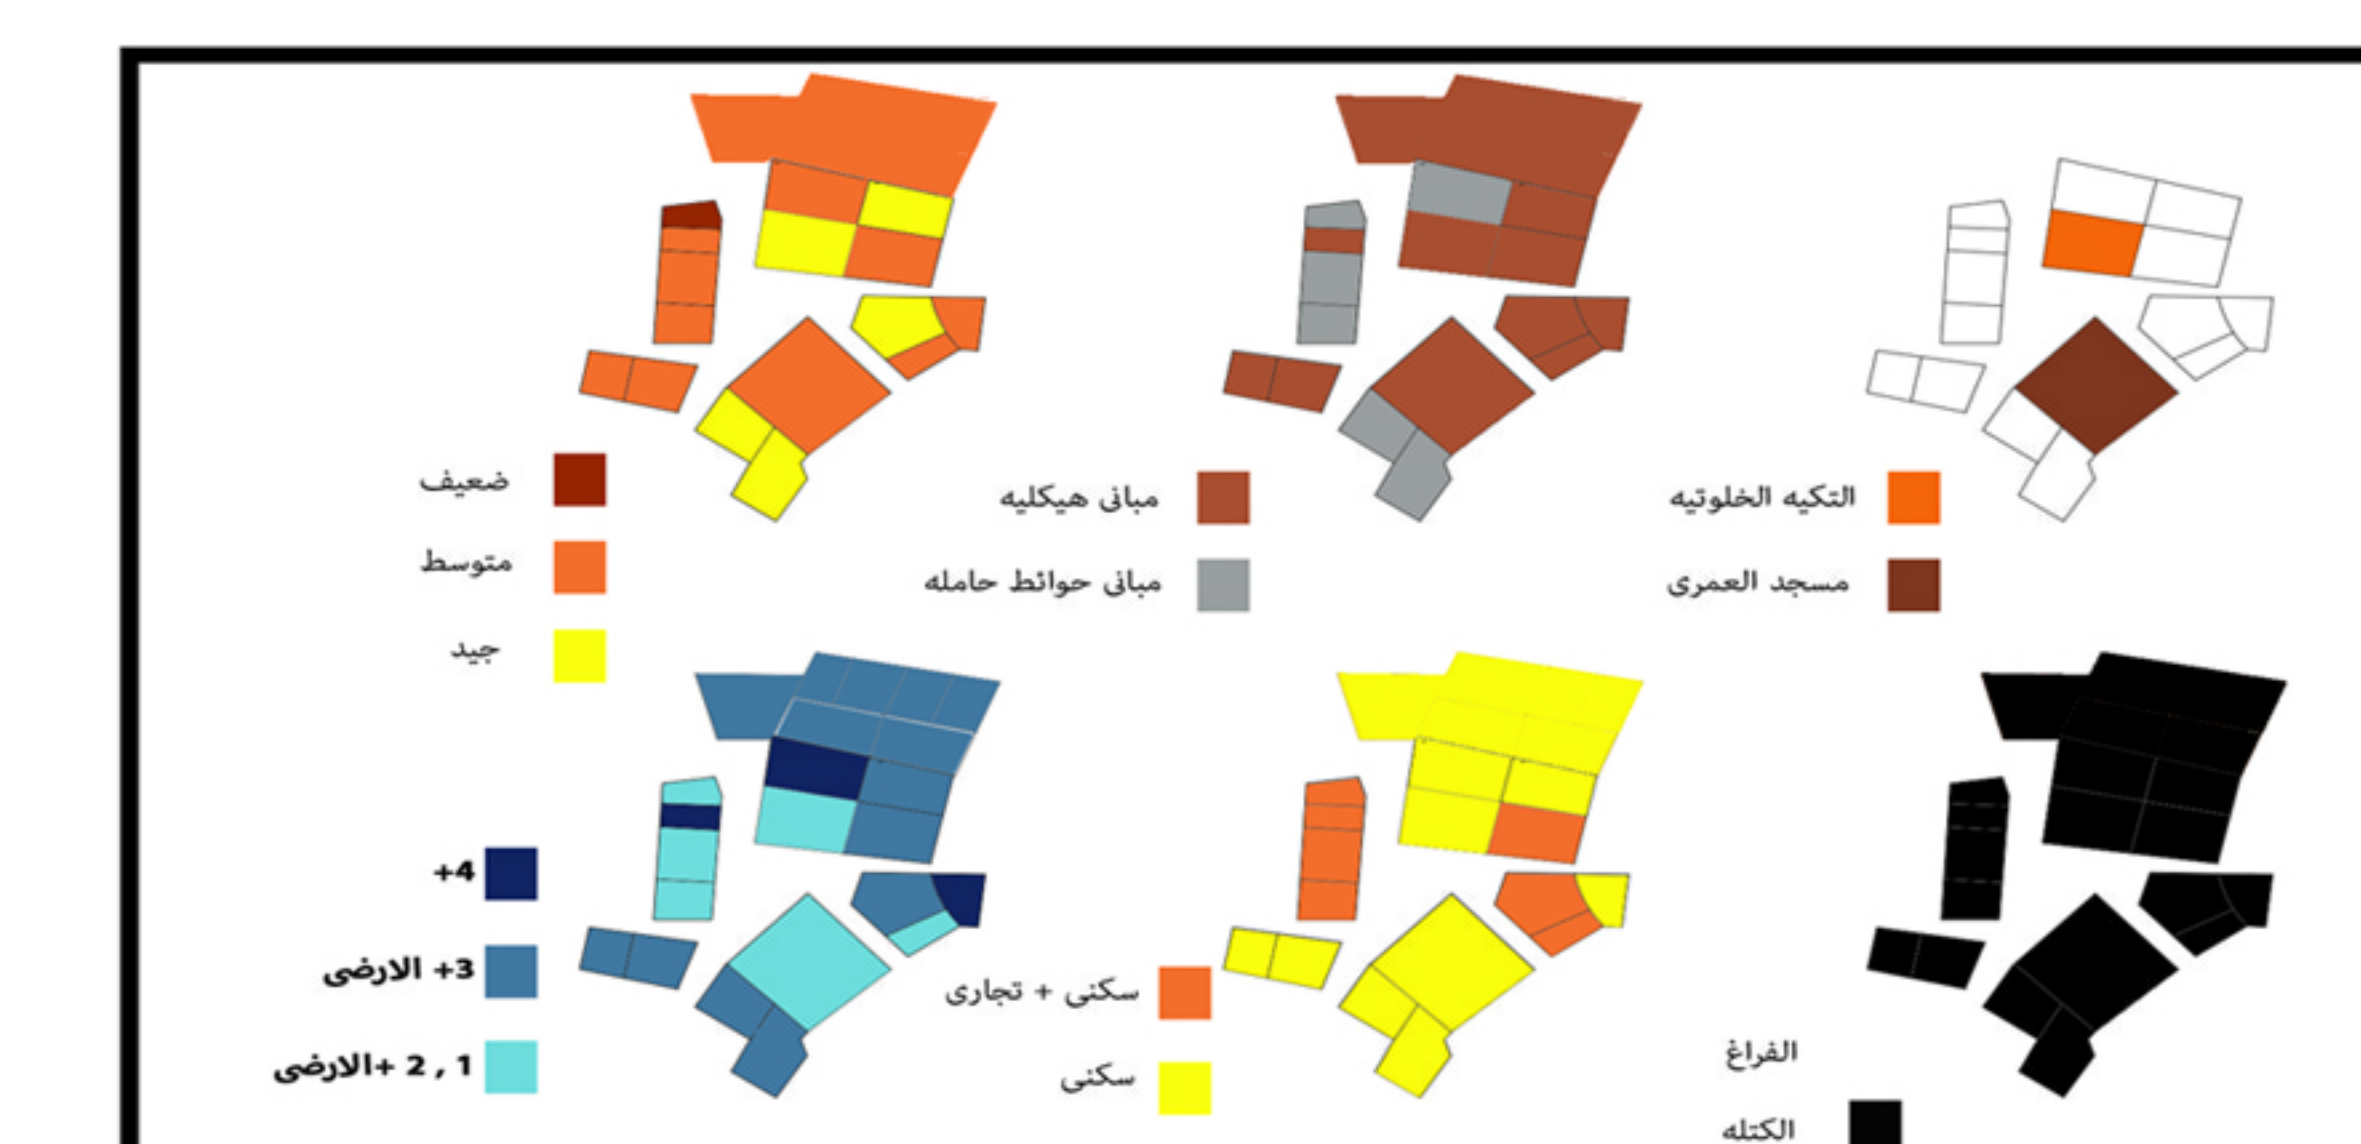 التكيه الخلوتيه
مسجد العمرى
مبانى هيكليه
مبانى حوائط حامله
ضعيف
متوسط
جيد
الفراغ
الكتله
سكنى + تجارى
سكنى
+4
+3 الارضى
1 , 2 +الارضى